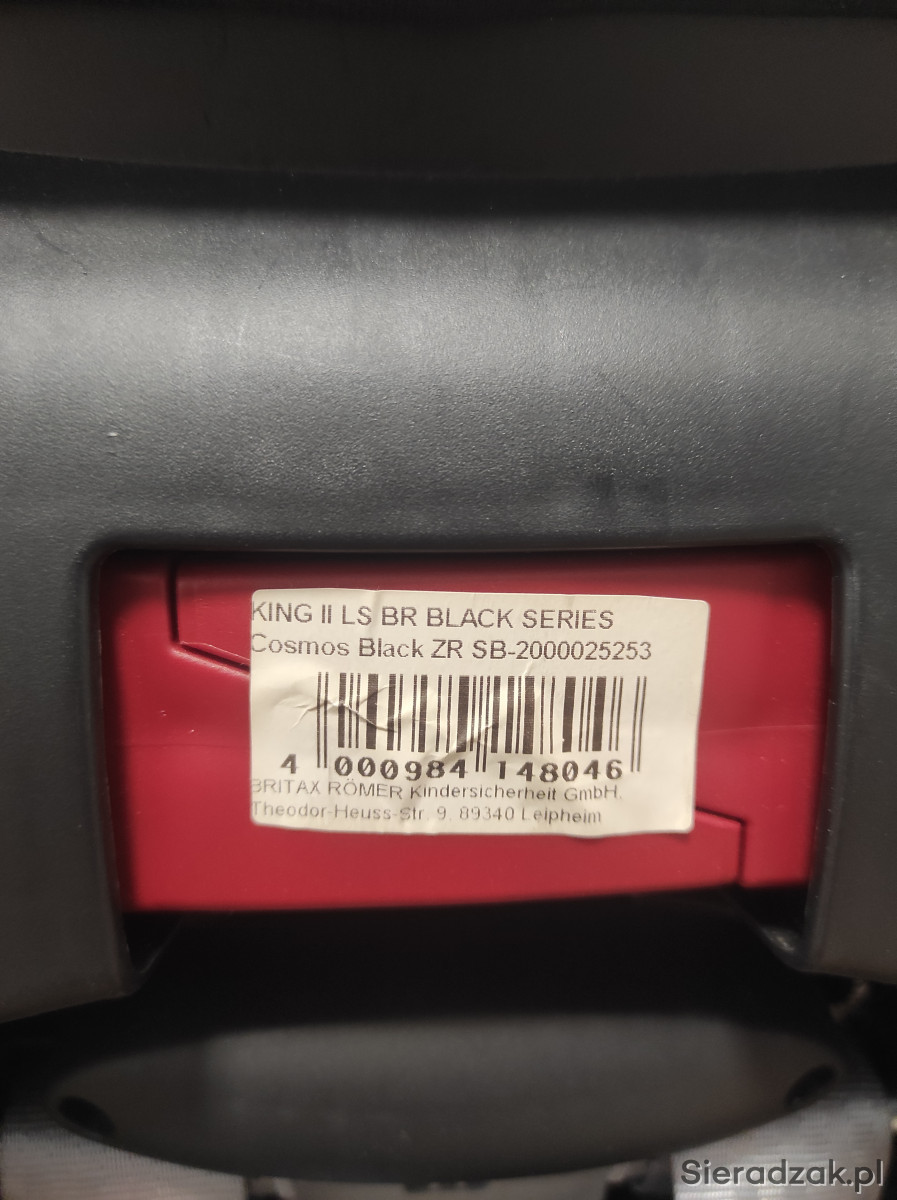 KING II LS BR BLACK SERIES
Cosmos Black ZR SB-2000025253
4 000984 148046
BRITAX RÖMER Kindersicherheit GmbH.
Theodor-Heuss-Str. 9, 89340 Leipheim
Sieradzak.pl